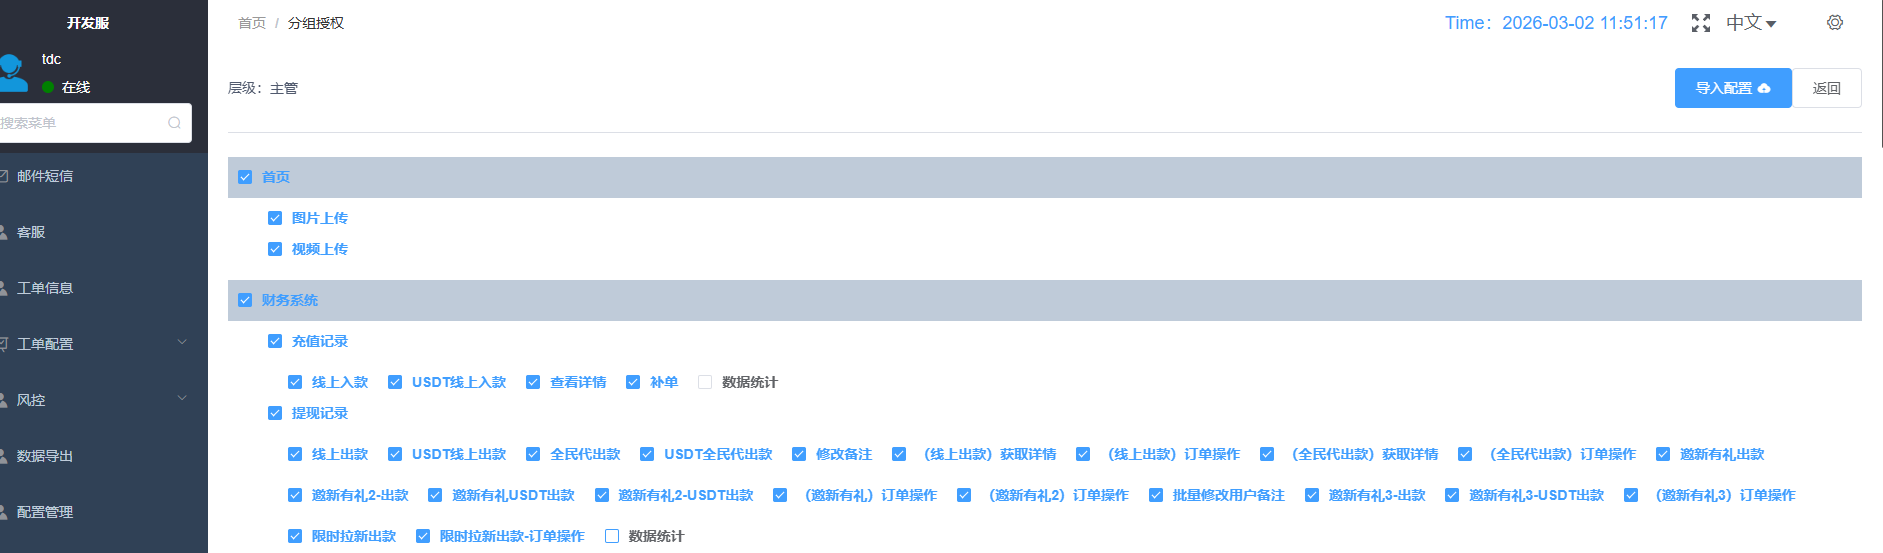 开发服
tdc
在线
搜索菜单
邮件短信
客服
工单信息
工单配置
风控
数据导出
配置管理
首页 / 分组授权
Time：2026-03-02 11:51:17
中文
层级：主管
导入配置
返回
首页
图片上传
视频上传
财务系统
充值记录
线上入款 USDT线上入款 查看详情 补单 数据统计
提现记录
线上出款 USDT线上出款 全民代出款 USDT全民代出款 修改备注 （线上出款）获取详情 （线上出款）订单操作 （全民代出款）获取详情 （全民代出款）订单操作 邀新有礼出款
邀新有礼2-出款 邀新有礼USDT出款 邀新有礼2-USDT出款 （邀新有礼）订单操作 （邀新有礼2）订单操作 批量修改用户备注 邀新有礼3-出款 邀新有礼3-USDT出款 （邀新有礼3）订单操作
限时拉新出款 限时拉新出款-订单操作 数据统计